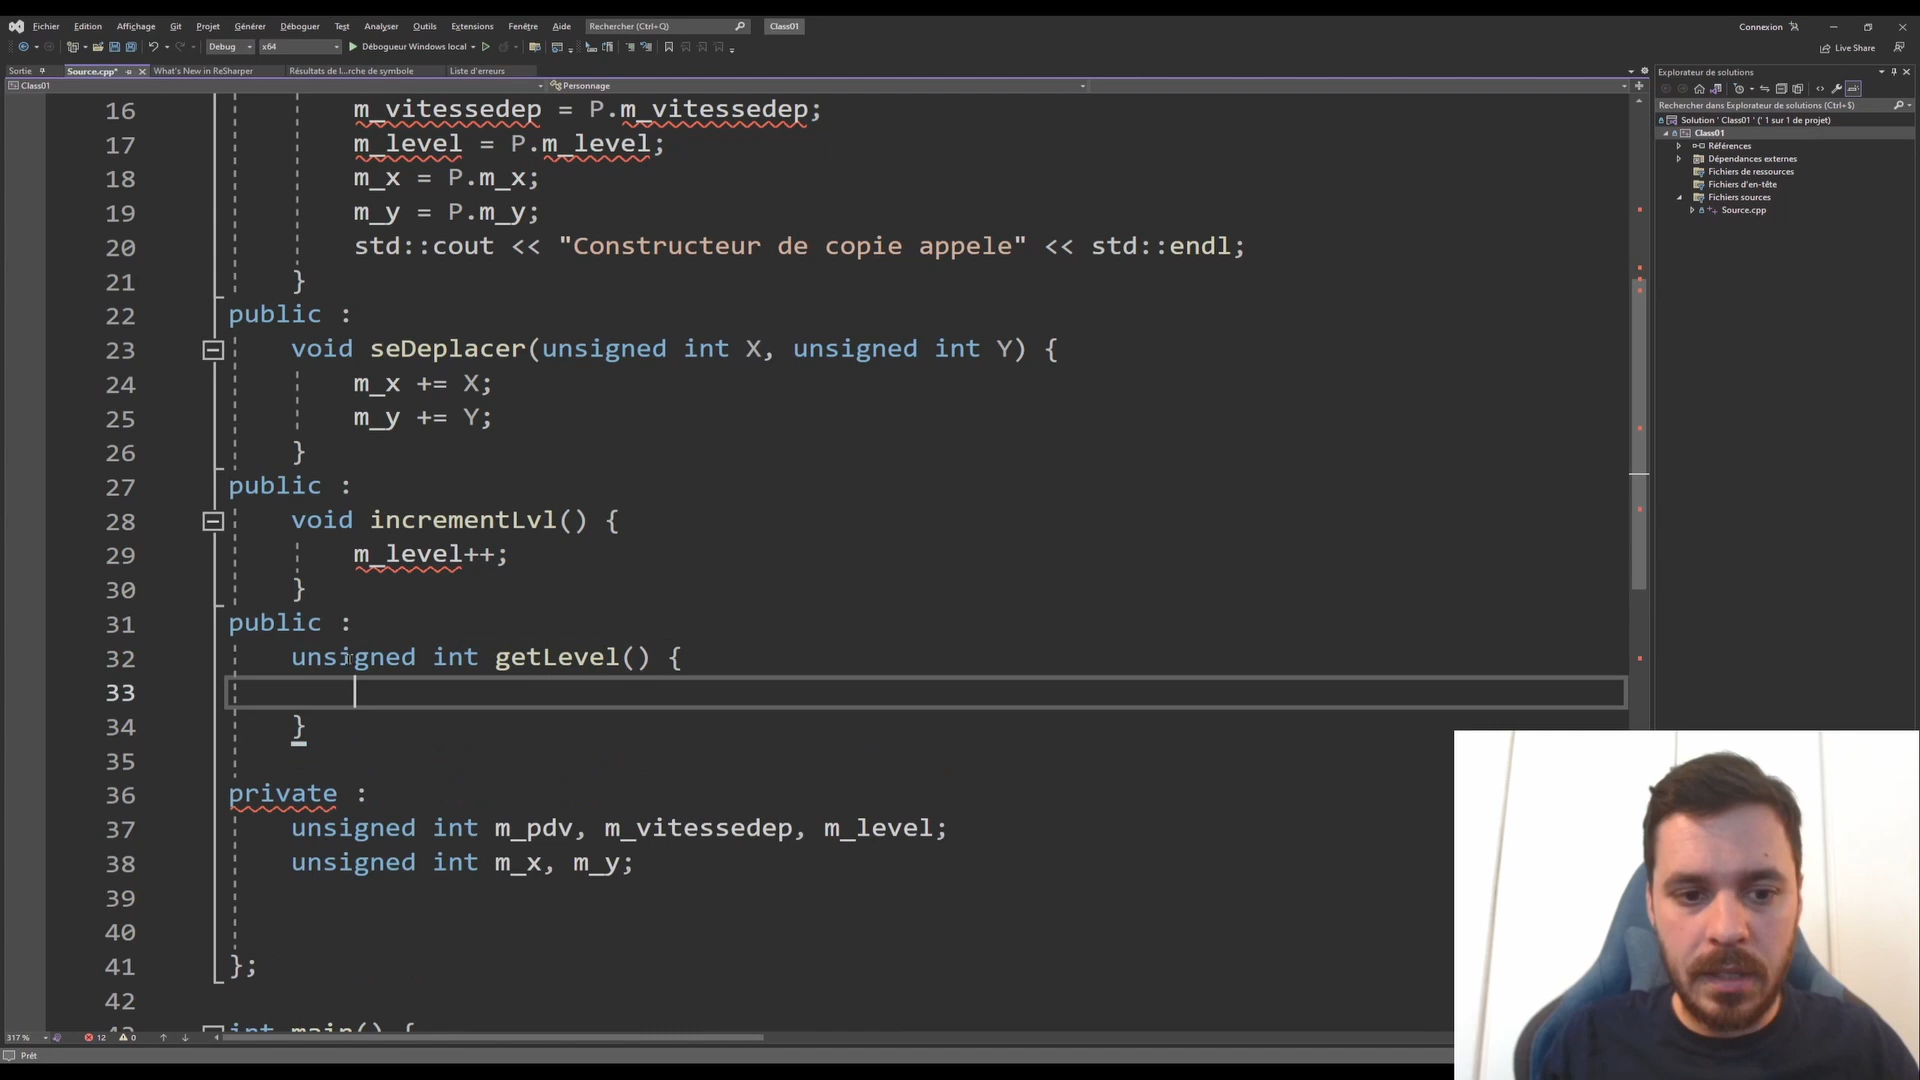 Fichier Edition Affichage Git Projet Générer Déboguer Test Analyser Outils Extensions Fenêtre Aide Rechercher (Ctrl+Q) Class01 Connexion
Debug x64 Débogueur Windows local Live Share
Sortie Source.cpp* What's New in ReSharper Résultats de l...rche de symbole Liste d'erreurs
Class01 Personnage
16 m_vitessedep = P.m_vitessedep;
17 m_level = P.m_level;
18 m_x = P.m_x;
19 m_y = P.m_y;
20 std::cout << "Constructeur de copie appele" << std::endl;
21 }
22 public :
23 void seDeplacer(unsigned int X, unsigned int Y) {
24 m_x += X;
25 m_y += Y;
26 }
27 public :
28 void incrementLvl() {
29 m_level++;
30 }
31 public :
32 unsigned int getLevel() {
33
34 }
35
36 private :
37 unsigned int m_pdv, m_vitessedep, m_level;
38 unsigned int m_x, m_y;
39
40
41 };
42
int main() {
317 % 12 0
Prêt
Explorateur de solutions
Rechercher dans Explorateur de solutions (Ctrl+$)
Solution ' Class01 ' (' 1 sur 1 de projet)
Class01
Références
Dépendances externes
Fichiers de ressources
Fichiers d'en-tête
Fichiers sources
Source.cpp